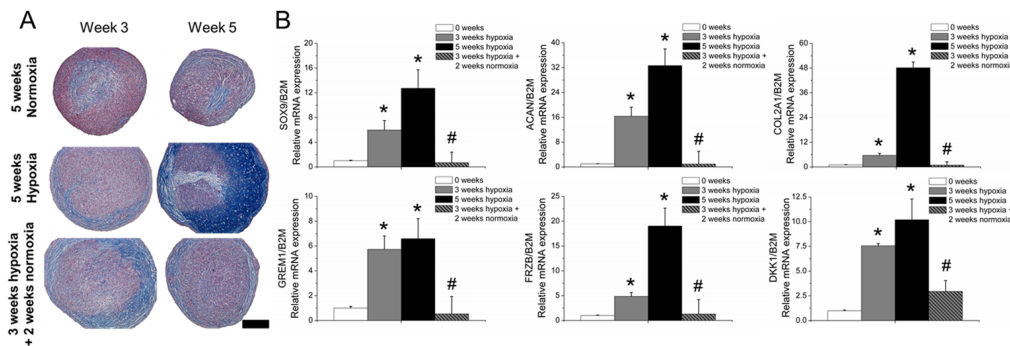 A
Week 3
Week 5
5 weeks
Normoxia
5 weeks
Hypoxia
3 weeks hypoxia
+ 2 weeks normoxia
B
SOX9/B2M
Relative mRNA expression
20
16
12
8
4
0
*
*
#
0 weeks
3 weeks hypoxia
5 weeks hypoxia
3 weeks hypoxia +
2 weeks normoxia
ACAN/B2M
Relative mRNA expression
40
32
24
16
8
0
*
*
#
0 weeks
3 weeks hypoxia
5 weeks hypoxia
3 weeks hypoxia +
2 weeks normoxia
COL2A1/B2M
Relative mRNA expression
60
48
36
24
12
0
*
*
#
0 weeks
3 weeks hypoxia
5 weeks hypoxia
3 weeks hypoxia +
2 weeks normoxia
GREM1/B2M
Relative mRNA expression
10
8
6
4
2
0
*
*
#
0 weeks
3 weeks hypoxia
5 weeks hypoxia
3 weeks hypoxia +
2 weeks normoxia
FRZB/B2M
Relative mRNA expression
25
20
15
10
5
0
*
*
#
0 weeks
3 weeks hypoxia
5 weeks hypoxia
3 weeks hypoxia +
2 weeks normoxia
DKK1/B2M
Relative mRNA expression
12.5
10.0
7.5
5.0
2.5
0.0
*
*
#
0 weeks
3 weeks hypoxia
5 weeks hypoxia
3 weeks hypoxia +
2 weeks normoxia